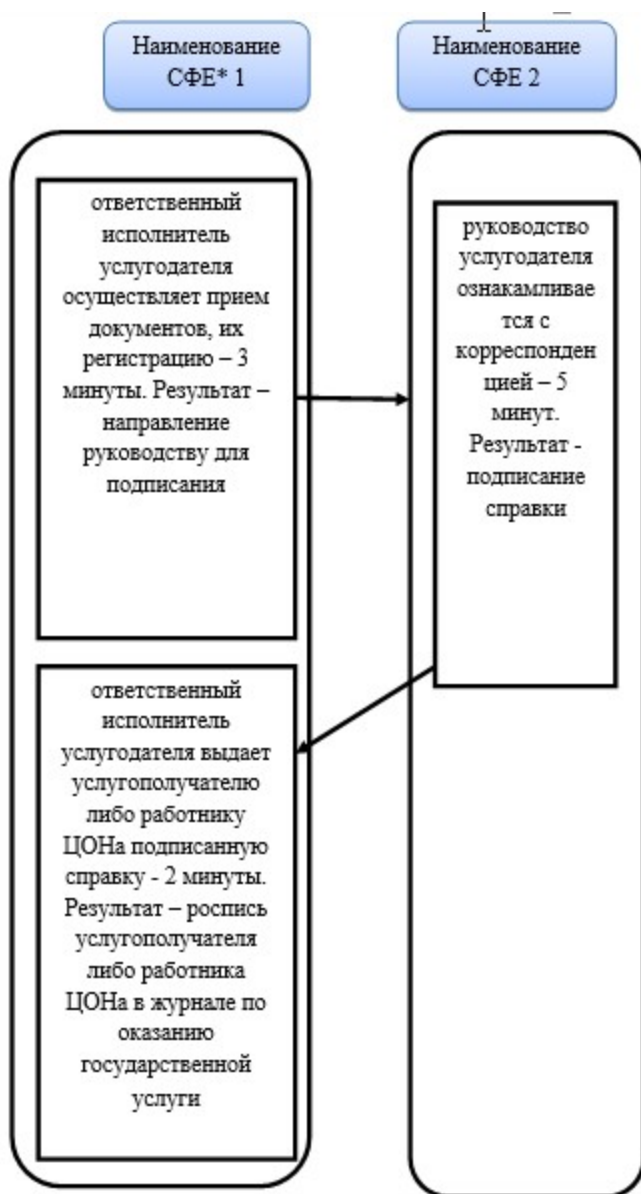 Наименование
СФЕ* 1
Наименование
СФЕ 2
ответственный
исполнитель
услугодателя
осуществляет прием
документов, их
регистрацию – 3
минуты. Результат –
направление
руководству для
подписания
руководство
услугодателя
ознакамливае
тся с
корреспонден
цией – 5
минут.
Результат -
подписание
справки
ответственный
исполнитель
услугодателя выдает
услугополучателю
либо работнику
ЦОНа подписанную
справку - 2 минуты.
Результат – роспись
услугополучателя
либо работника
ЦОНа в журнале по
оказанию
государственной
услуги